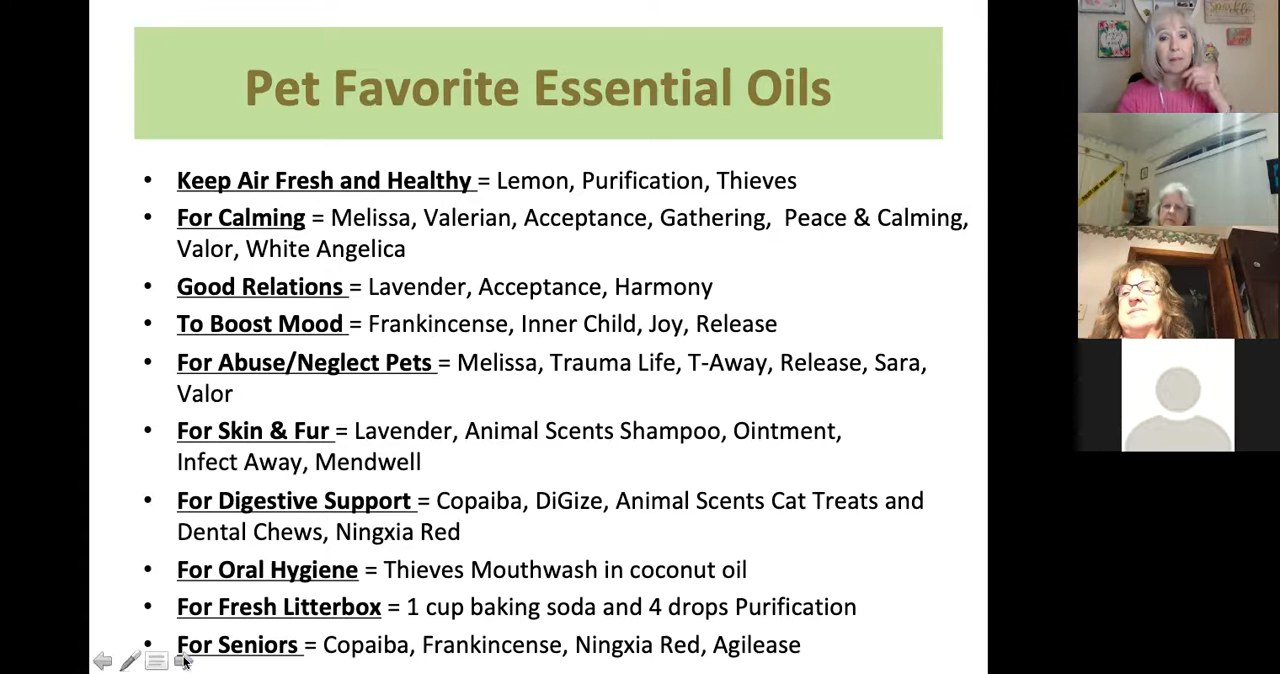 Pet Favorite Essential Oils
• Keep Air Fresh and Healthy = Lemon, Purification, Thieves
• For Calming = Melissa, Valerian, Acceptance, Gathering,  Peace & Calming,
Valor, White Angelica
• Good Relations = Lavender, Acceptance, Harmony
• To Boost Mood = Frankincense, Inner Child, Joy, Release
• For Abuse/Neglect Pets = Melissa, Trauma Life, T-Away, Release, Sara,
Valor
• For Skin & Fur = Lavender, Animal Scents Shampoo, Ointment,
Infect Away, Mendwell
• For Digestive Support = Copaiba, DiGize, Animal Scents Cat Treats and
Dental Chews, Ningxia Red
• For Oral Hygiene = Thieves Mouthwash in coconut oil
• For Fresh Litterbox = 1 cup baking soda and 4 drops Purification
• For Seniors = Copaiba, Frankincense, Ningxia Red, Agilease